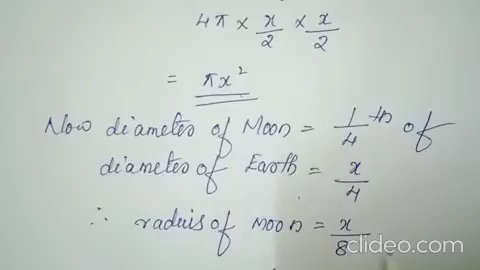 4π × x/2 × x/2
= πx²
Now diameter of Moon = 1/4 th of
diameter of Earth = x/4
∴ raduis of Moon = x/8
clideo.com